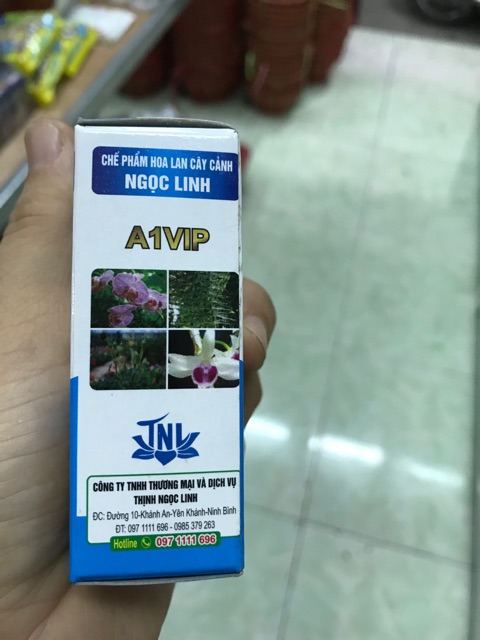 CHẾ PHẨM HOA LAN CÂY CẢNH
NGỌC LINH
A1VIP
TNL
CÔNG TY TNHH THƯƠNG MẠI VÀ DỊCH VỤ
THỊNH NGỌC LINH
ĐC: Đường 10-Khánh An-Yên Khánh-Ninh Bình
ĐT: 097 1111 696 - 0985 379 263
Hotline 097 1111 696